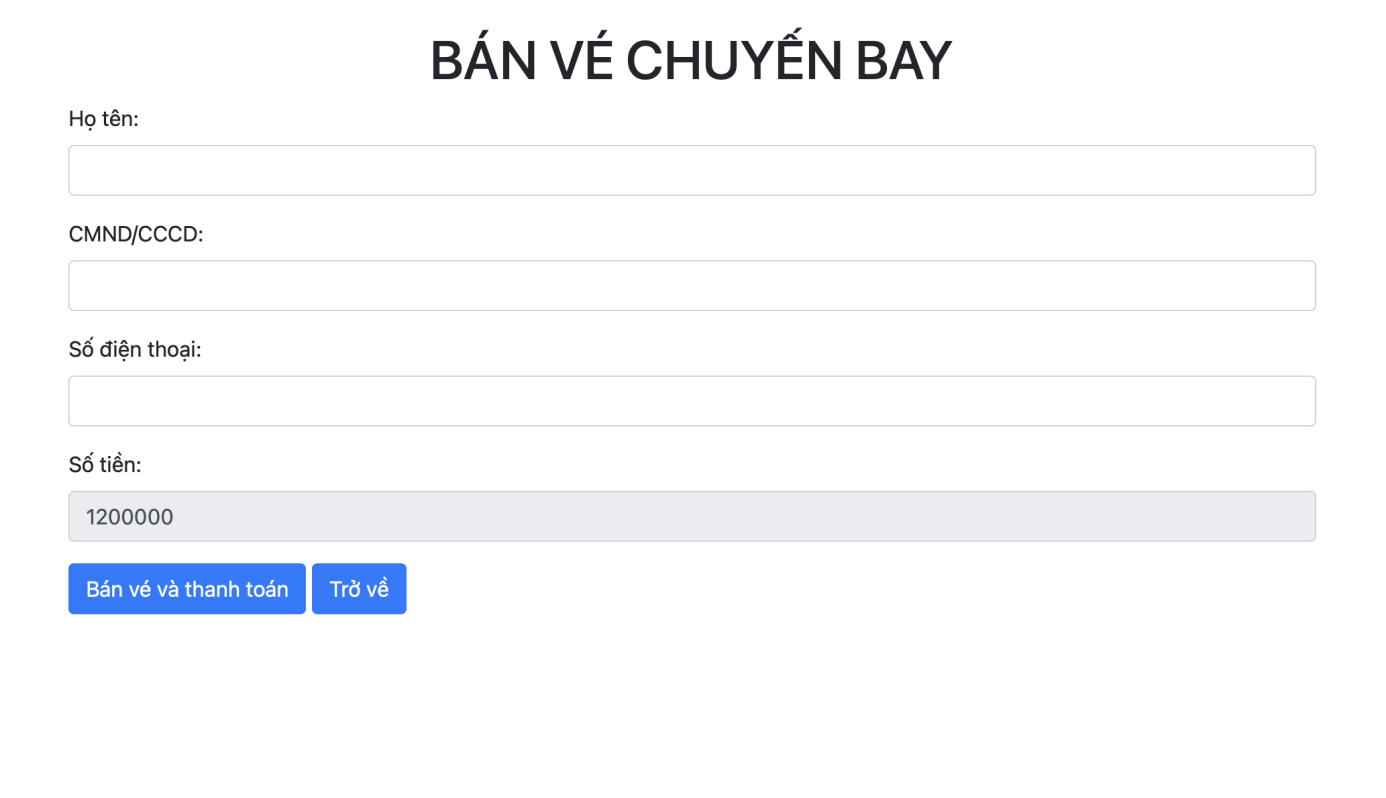 BÁN VÉ CHUYẾN BAY
Họ tên:
CMND/CCCD:
Số điện thoại:
Số tiền:
1200000
Bán vé và thanh toán Trở về